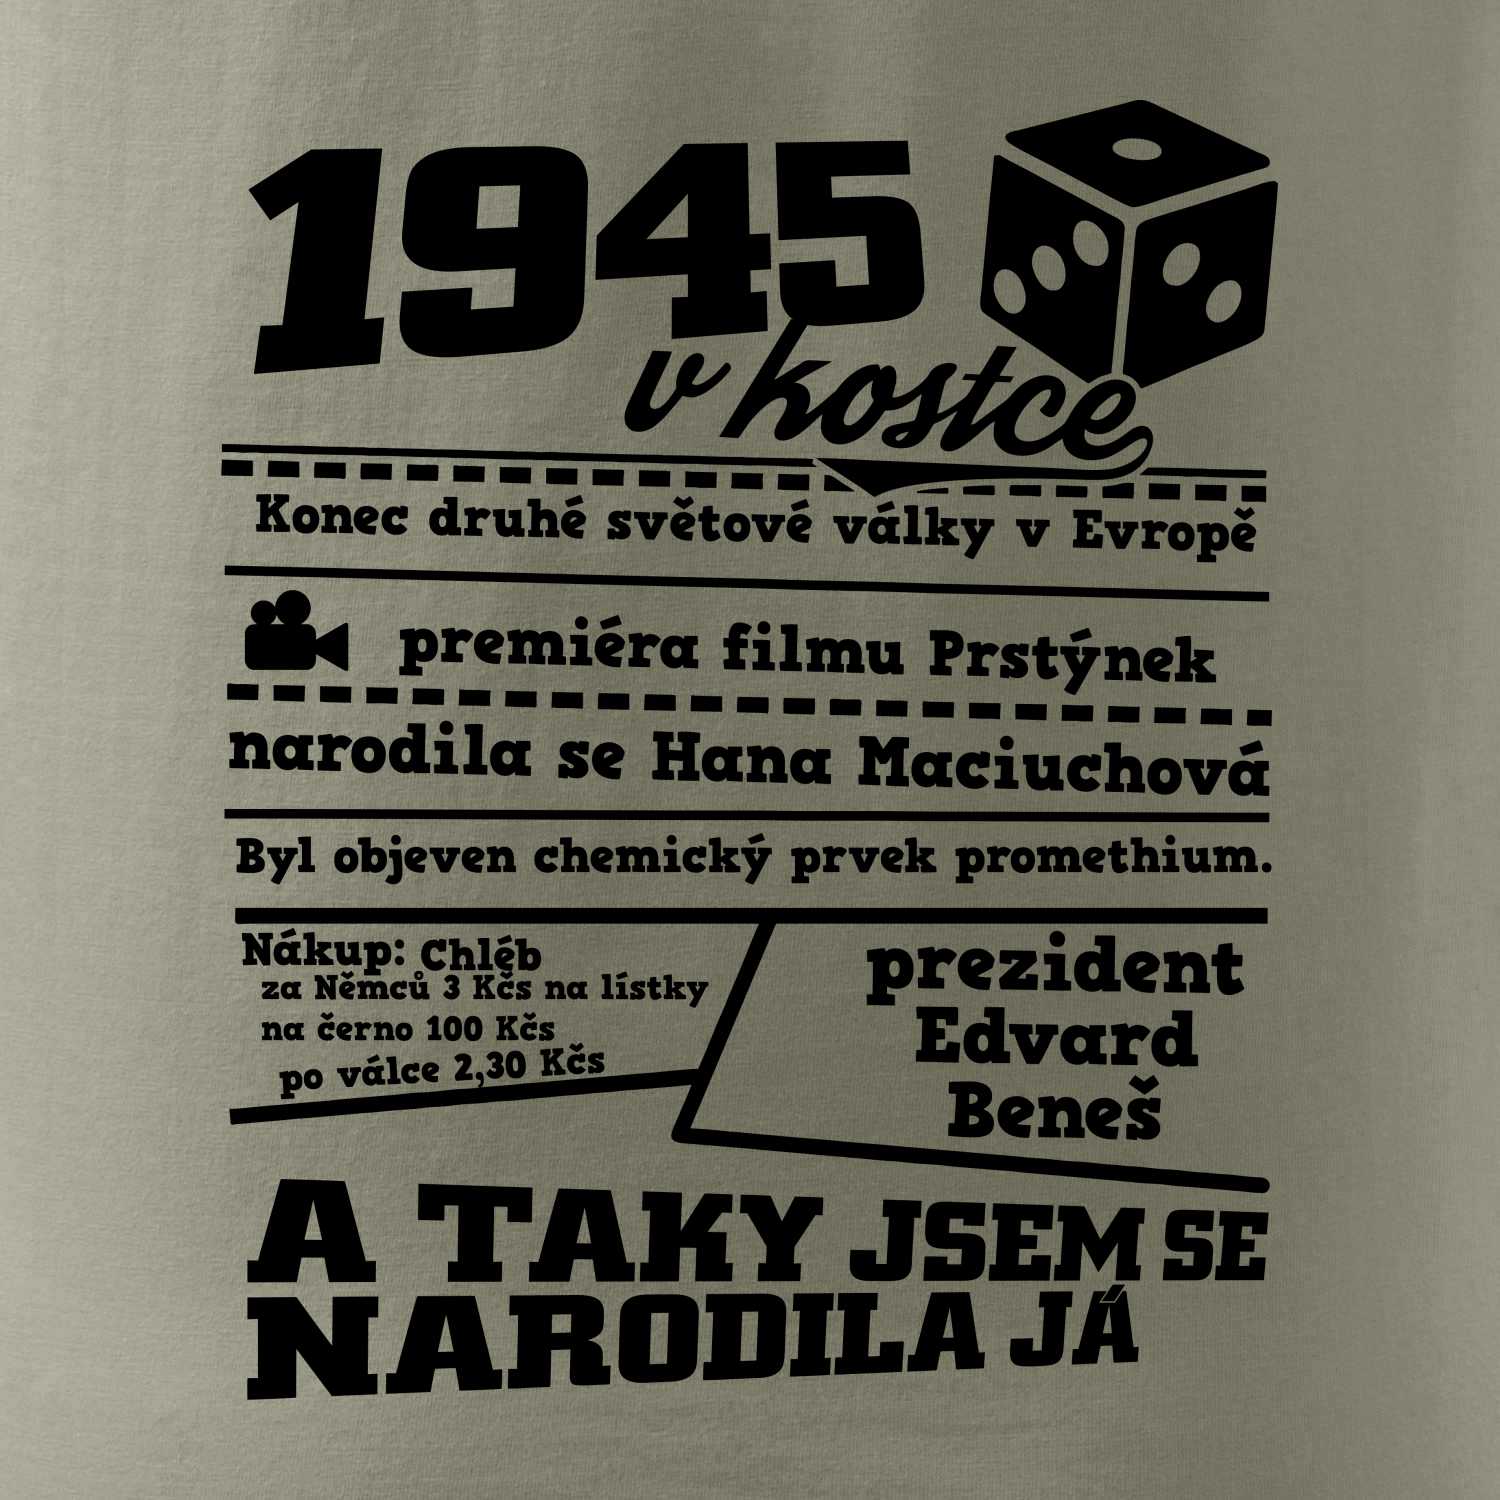 1945
v kostce
Konec druhé světové války v Evropě
premiéra filmu Prstýnek
narodila se Hana Maciuchová
Byl objeven chemický prvek promethium.
Nákup: Chléb
za Němců 3 Kčs na lístky
na černo 100 Kčs
po válce 2,30 Kčs
prezident
Edvard
Beneš
A TAKY JSEM SE
NARODILA JÁ